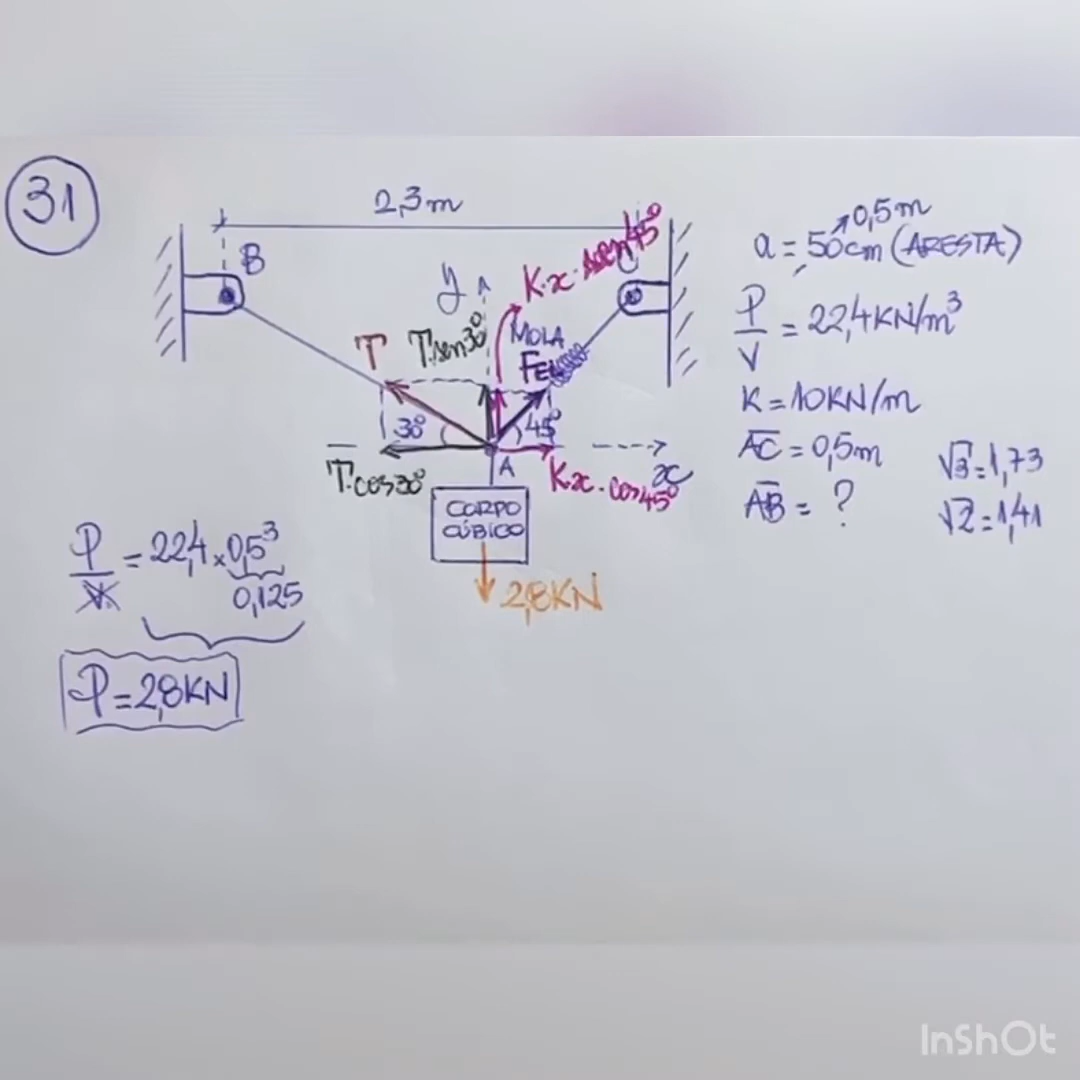 31
2,3m
B
C
y
K.x.sen45°
T
T.sen30°
MOLA
FEL
30°
45°
A
x
T.cos30°
K.x.cos45°
CORPO
CÚBICO
2,8KN
a = 50cm (ARESTA)
0,5m
P/V = 22,4KN/m³
K = 10KN/m
AC = 0,5m
AB = ?
√3 = 1,73
√2 = 1,41
P/V = 22,4 × 0,5³
0,125
P = 2,8KN
InShOt